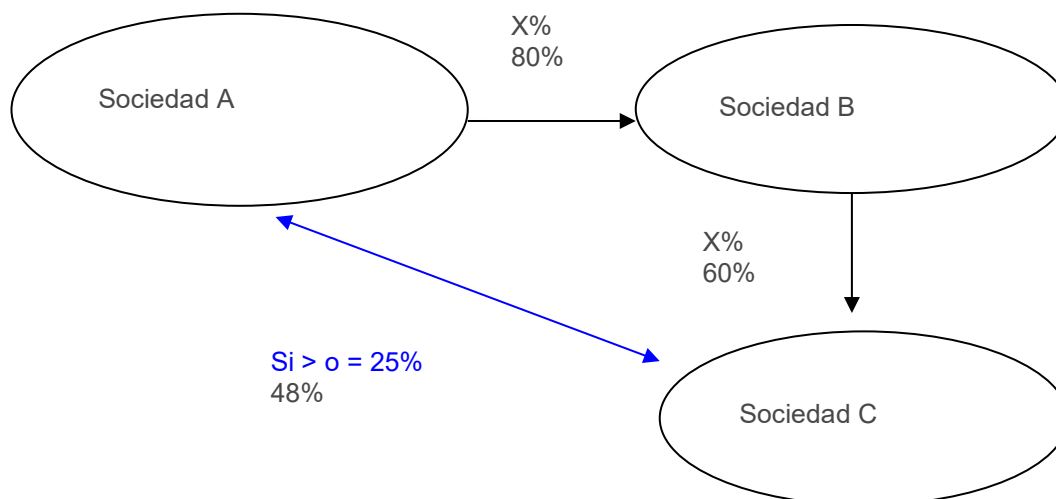 X%
80%
Sociedad A
Sociedad B
X%
60%
Si > o = 25%
48%
Sociedad C